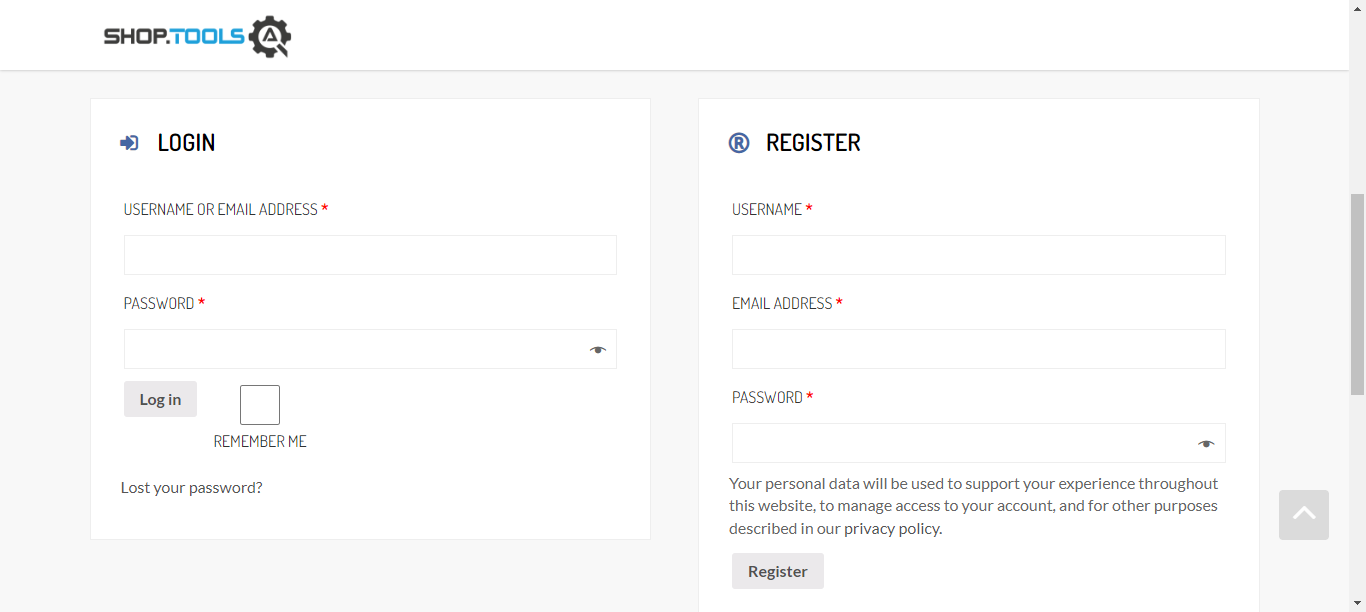 SHOP.TOOLS
LOGIN
USERNAME OR EMAIL ADDRESS *
PASSWORD *
Log in
REMEMBER ME
Lost your password?
® REGISTER
USERNAME *
EMAIL ADDRESS *
PASSWORD *
Your personal data will be used to support your experience throughout
this website, to manage access to your account, and for other purposes
described in our privacy policy.
Register